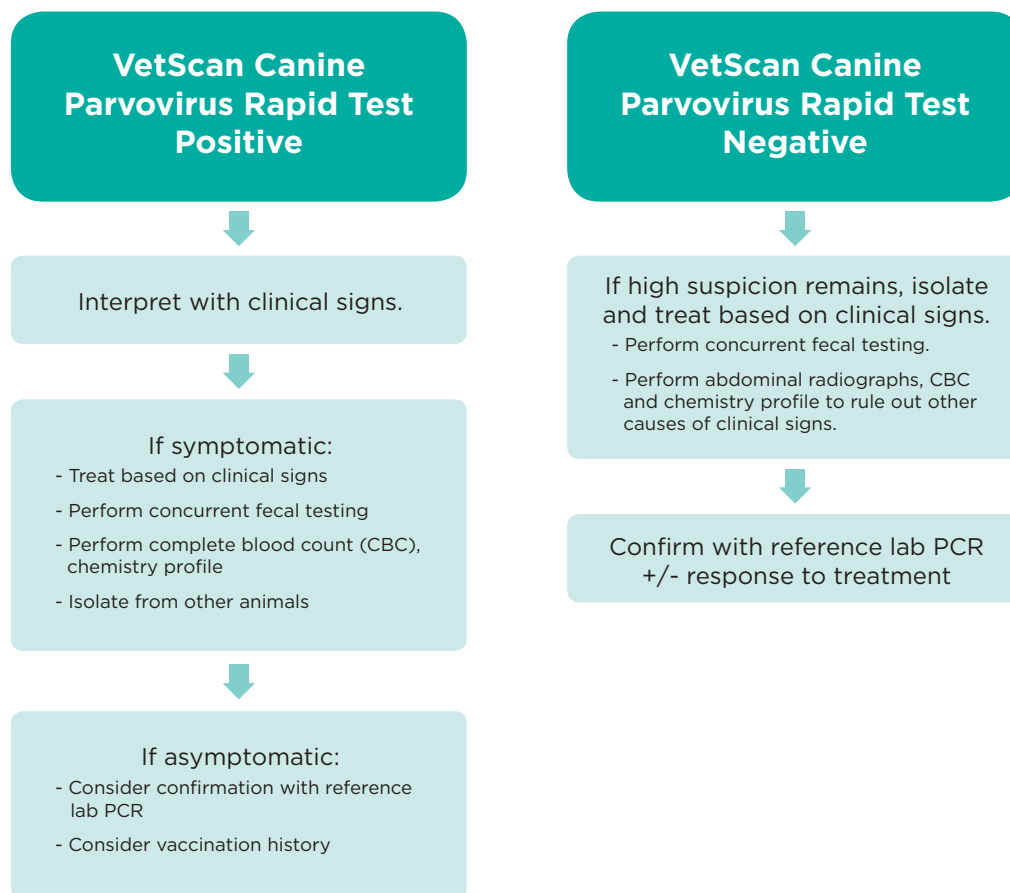 VetScan Canine
Parvovirus Rapid Test
Positive
Interpret with clinical signs.
If symptomatic:
- Treat based on clinical signs
- Perform concurrent fecal testing
- Perform complete blood count (CBC),
chemistry profile
- Isolate from other animals
If asymptomatic:
- Consider confirmation with reference
lab PCR
- Consider vaccination history
VetScan Canine
Parvovirus Rapid Test
Negative
If high suspicion remains, isolate
and treat based on clinical signs.
- Perform concurrent fecal testing.
- Perform abdominal radiographs, CBC
and chemistry profile to rule out other
causes of clinical signs.
Confirm with reference lab PCR
+/- response to treatment